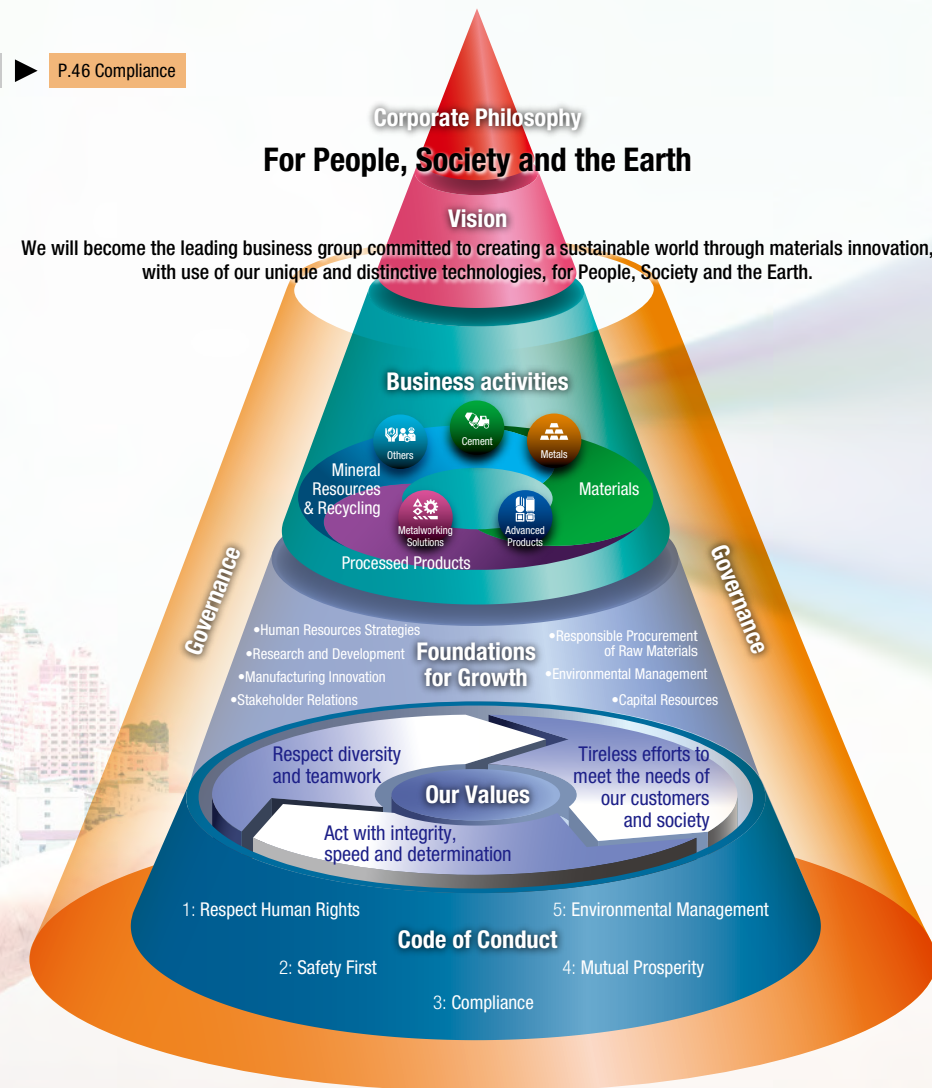 P.46 Compliance
Corporate Philosophy
For People, Society and the Earth
Vision
We will become the leading business group committed to creating a sustainable world through materials innovation,
with use of our unique and distinctive technologies, for People, Society and the Earth.
Business activities
Others
Cement
Metals
Mineral
Resources
& Recycling
Materials
Metalworking
Solutions
Advanced
Products
Processed Products
Governance
Governance
•Human Resources Strategies
•Research and Development
•Manufacturing Innovation
•Stakeholder Relations
Foundations
for Growth
•Responsible Procurement
of Raw Materials
•Environmental Management
•Capital Resources
Respect diversity
and teamwork
Our Values
Tireless efforts to
meet the needs of
our customers
and society
Act with integrity,
speed and determination
1: Respect Human Rights
5: Environmental Management
Code of Conduct
2: Safety First
4: Mutual Prosperity
3: Compliance